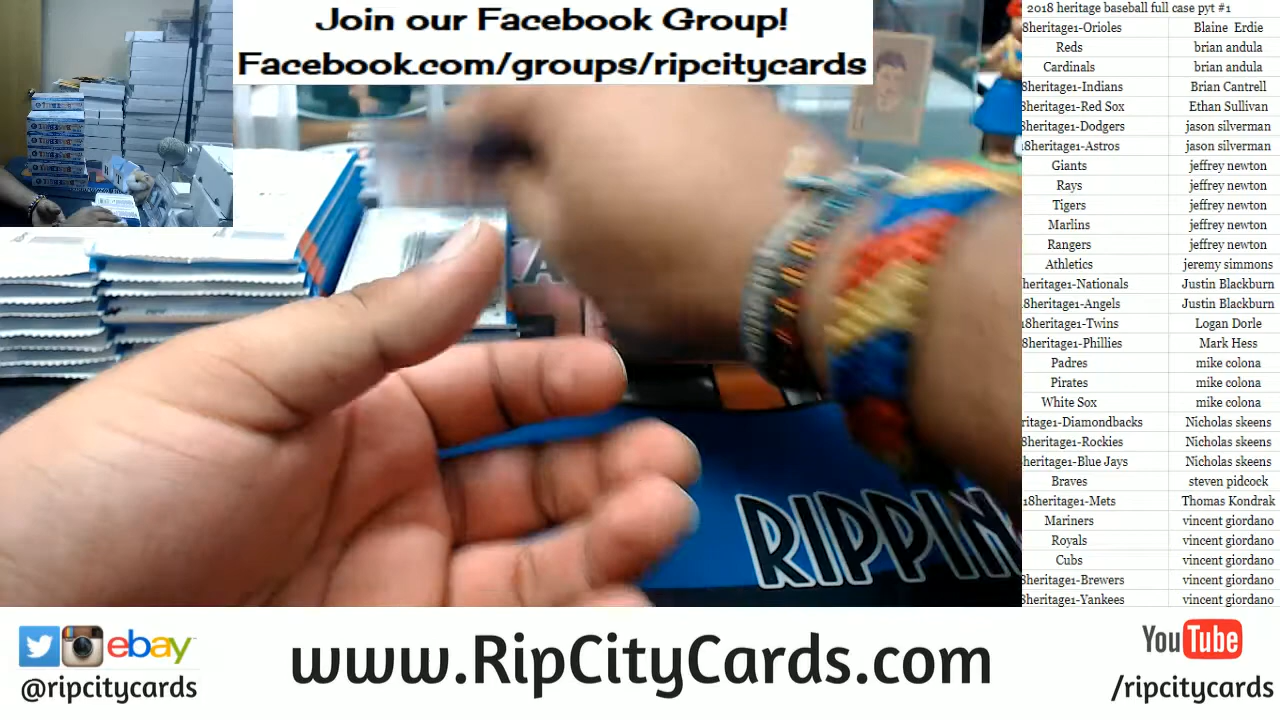 Join our Facebook Group!
Facebook.com/groups/ripcitycards
2018 heritage baseball full case pyt #1
8heritage1-Orioles Blaine Erdie
Reds brian andula
Cardinals brian andula
8heritage1-Indians Brian Cantrell
8heritage1-Red Sox Ethan Sullivan
8heritage1-Dodgers jason silverman
8heritage1-Astros jason silverman
Giants jeffrey newton
Rays jeffrey newton
Tigers jeffrey newton
Marlins jeffrey newton
Rangers jeffrey newton
Athletics jeremy simmons
heritage1-Nationals Justin Blackburn
18heritage1-Angels Justin Blackburn
18heritage1-Twins Logan Dorle
8heritage1-Phillies Mark Hess
Padres mike colona
Pirates mike colona
White Sox mike colona
ritage1-Diamondbacks Nicholas skeens
8heritage1-Rockies Nicholas skeens
8heritage1-Blue Jays Nicholas skeens
Braves steven pidcock
18heritage1-Mets Thomas Kondrak
Mariners vincent giordano
Royals vincent giordano
Cubs vincent giordano
8heritage1-Brewers vincent giordano
8heritage1-Yankees vincent giordano
RIPPIN
ebay
@ripcitycards
www.RipCityCards.com
YouTube
/ripcitycards